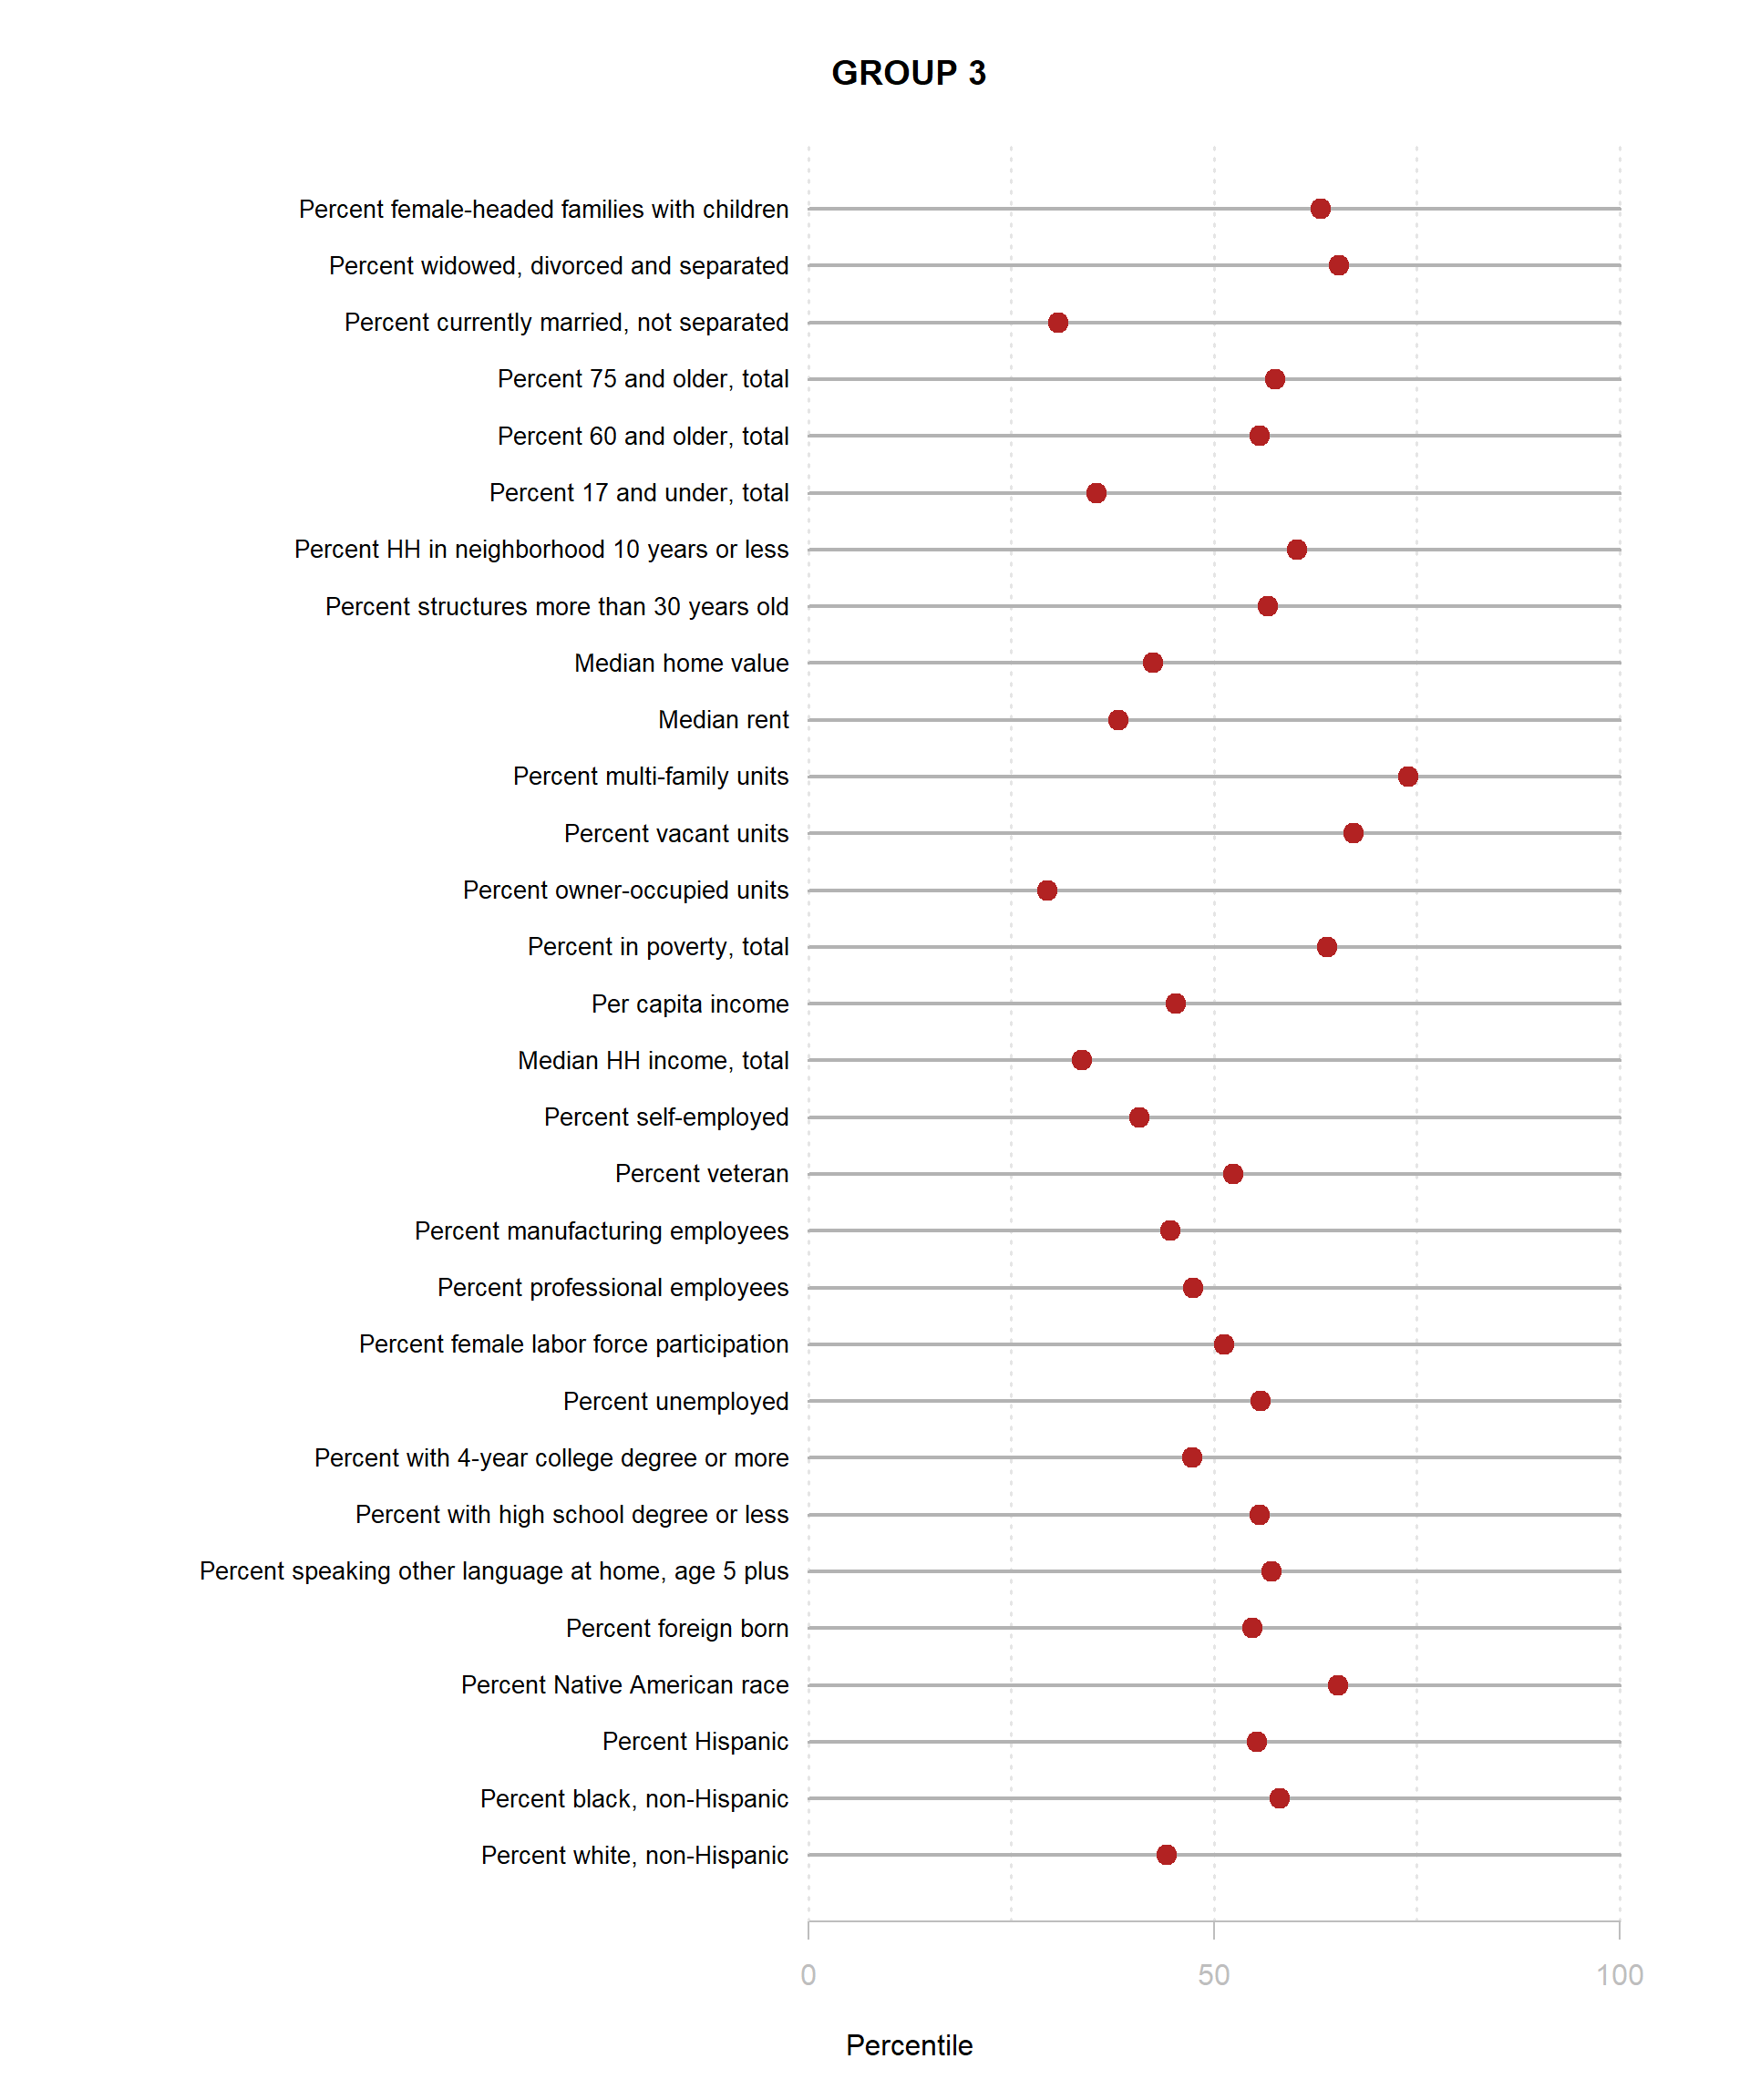 GROUP 3
Percent female-headed families with children
Percent widowed, divorced and separated
Percent currently married, not separated
Percent 75 and older, total
Percent 60 and older, total
Percent 17 and under, total
Percent HH in neighborhood 10 years or less
Percent structures more than 30 years old
Median home value
Median rent
Percent multi-family units
Percent vacant units
Percent owner-occupied units
Percent in poverty, total
Per capita income
Median HH income, total
Percent self-employed
Percent veteran
Percent manufacturing employees
Percent professional employees
Percent female labor force participation
Percent unemployed
Percent with 4-year college degree or more
Percent with high school degree or less
Percent speaking other language at home, age 5 plus
Percent foreign born
Percent Native American race
Percent Hispanic
Percent black, non-Hispanic
Percent white, non-Hispanic
0 50 100
Percentile